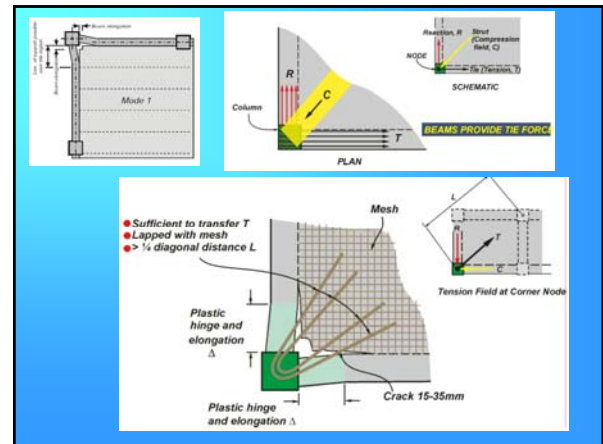 Beam elongation
Beam elongation
Mode 1
R
C
Column
T
PLAN
Reaction, R
Strut
(Compression
field, C)
NODE
Tie (Tension, T)
SCHEMATIC
BEAMS PROVIDE TIE FORCE
Sufficient to transfer T
Lapped with mesh
> ¼ diagonal distance L
Mesh
Plastic
hinge and
elongation
Δ
Plastic hinge
and elongation Δ
Crack 15-35mm
L
R
T
C
Tension Field at Corner Node